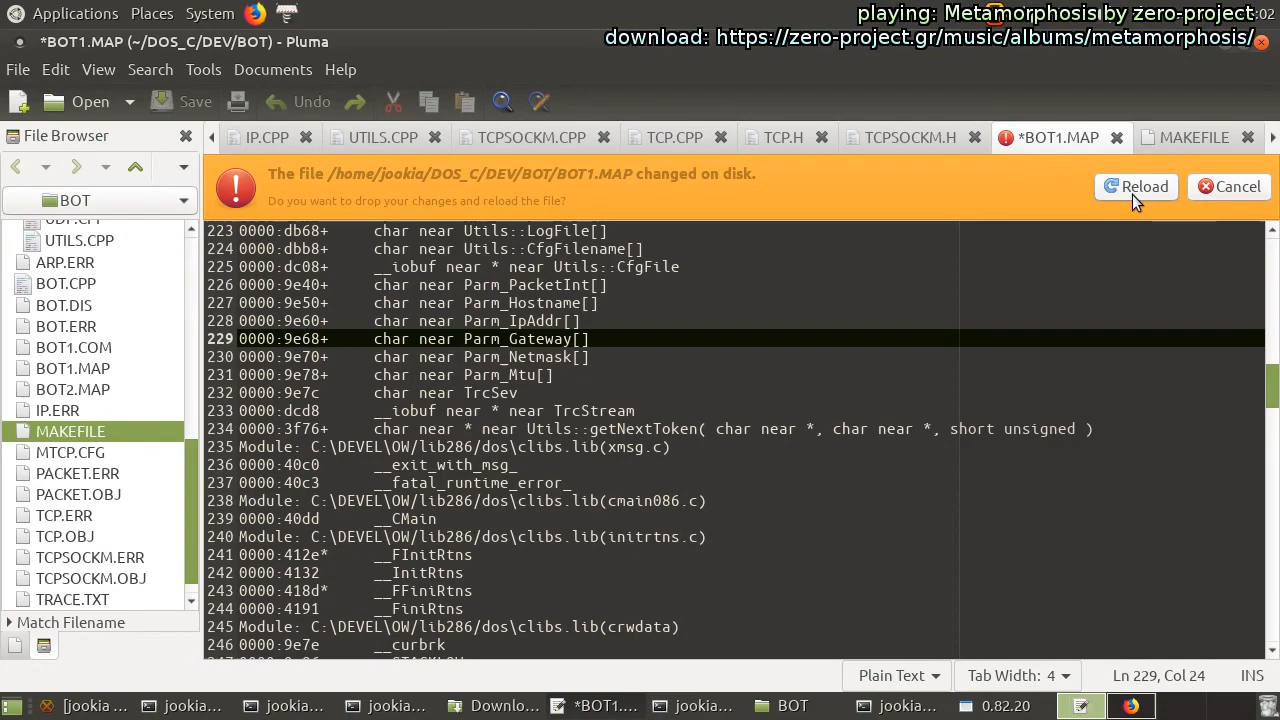 Applications Places System
:02
playing: Metamorphosis by zero-project
download: https://zero-project.gr/music/albums/metamorphosis/
*BOT1.MAP (~/DOS_C/DEV/BOT) - Pluma
File Edit View Search Tools Documents Help
Open Save Undo
File Browser
IP.CPP UTILS.CPP TCPSOCKM.CPP TCP.CPP TCP.H TCPSOCKM.H *BOT1.MAP MAKEFILE
The file /home/jookia/DOS_C/DEV/BOT/BOT1.MAP changed on disk.
Do you want to drop your changes and reload the file?
Reload Cancel
BOT
UTILS.CPP
ARP.ERR
BOT.CPP
BOT.DIS
BOT.ERR
BOT1.COM
BOT1.MAP
BOT2.MAP
IP.ERR
MAKEFILE
MTCP.CFG
PACKET.ERR
PACKET.OBJ
TCP.ERR
TCP.OBJ
TCPSOCKM.ERR
TCPSOCKM.OBJ
TRACE.TXT
Match Filename
223 0000:db68+ char near Utils::LogFile[]
224 0000:dbb8+ char near Utils::CfgFilename[]
225 0000:dc08+ __iobuf near * near Utils::CfgFile
226 0000:9e40+ char near Parm_PacketInt[]
227 0000:9e50+ char near Parm_Hostname[]
228 0000:9e60+ char near Parm_IpAddr[]
229 0000:9e68+ char near Parm_Gateway[]
230 0000:9e70+ char near Parm_Netmask[]
231 0000:9e78+ char near Parm_Mtu[]
232 0000:9e7c char near TrcSev
233 0000:dcd8 __iobuf near * near TrcStream
234 0000:3f76+ char near * near Utils::getNextToken( char near *, char near *, short unsigned )
235 Module: C:\DEVEL\OW/lib286/dos\clibs.lib(xmsg.c)
236 0000:40c0 __exit_with_msg_
237 0000:40c3 __fatal_runtime_error_
238 Module: C:\DEVEL\OW/lib286/dos\clibs.lib(cmain086.c)
239 0000:40dd __CMain
240 Module: C:\DEVEL\OW/lib286/dos\clibs.lib(initrtns.c)
241 0000:412e* __FInitRtns
242 0000:4132 __InitRtns
243 0000:418d* __FFiniRtns
244 0000:4191 __FiniRtns
245 Module: C:\DEVEL\OW/lib286/dos\clibs.lib(crwdata)
246 0000:9e7e __curbrk
Plain Text Tab Width: 4 Ln 229, Col 24 INS
[jookia ... jookia... jookia... jookia... Downlo... *BOT1.... jookia... BOT jookia... 0.82.20